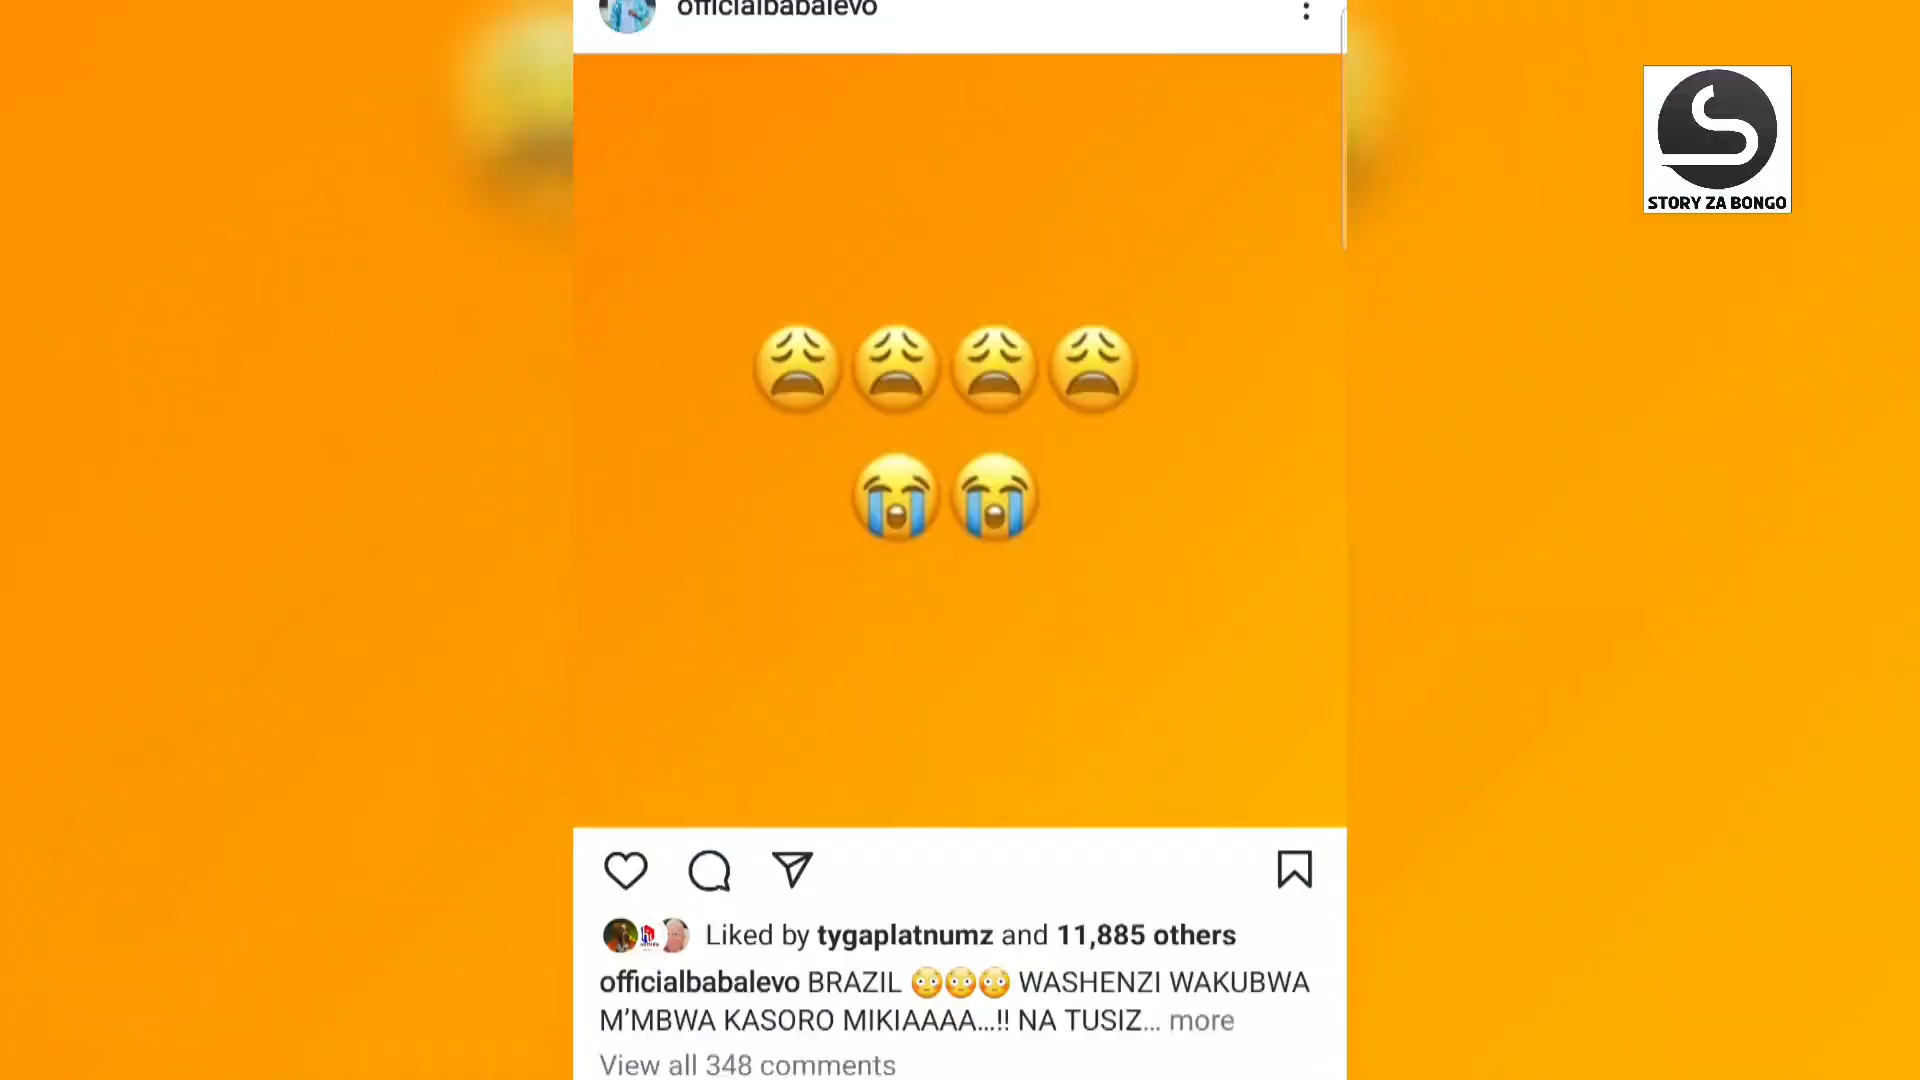 officialbabalevo
STORY ZA BONGO
Liked by tygaplatnumz and 11,885 others
officialbabalevo BRAZIL 😳😳😳 WASHENZI WAKUBWA
M'MBWA KASORO MIKIAAAA...!! NA TUSIZ... more
View all 348 comments